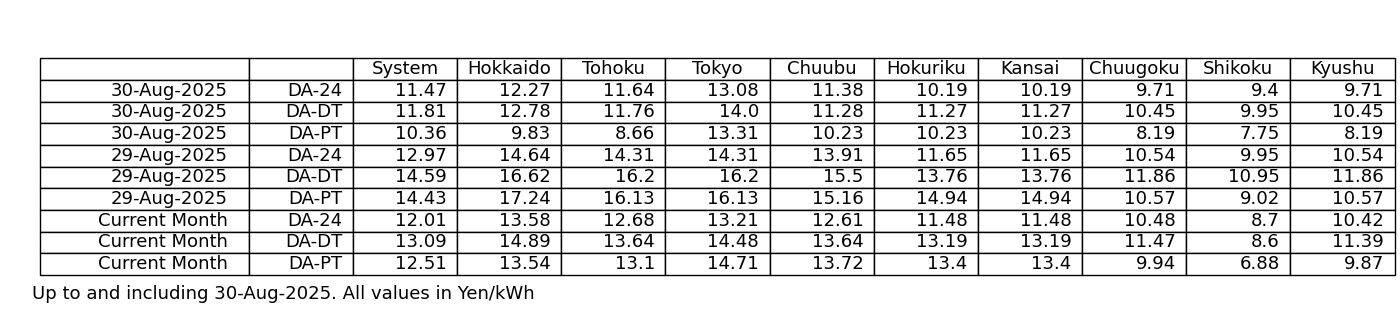 System Hokkaido Tohoku Tokyo Chuubu Hokuriku Kansai Chuugoku Shikoku Kyushu
30-Aug-2025 DA-24 11.47 12.27 11.64 13.08 11.38 10.19 10.19 9.71 9.4 9.71
30-Aug-2025 DA-DT 11.81 12.78 11.76 14.0 11.28 11.27 11.27 10.45 9.95 10.45
30-Aug-2025 DA-PT 10.36 9.83 8.66 13.31 10.23 10.23 10.23 8.19 7.75 8.19
29-Aug-2025 DA-24 12.97 14.64 14.31 14.31 13.91 11.65 11.65 10.54 9.95 10.54
29-Aug-2025 DA-DT 14.59 16.62 16.2 16.2 15.5 13.76 13.76 11.86 10.95 11.86
29-Aug-2025 DA-PT 14.43 17.24 16.13 16.13 15.16 14.94 14.94 10.57 9.02 10.57
Current Month DA-24 12.01 13.58 12.68 13.21 12.61 11.48 11.48 10.48 8.7 10.42
Current Month DA-DT 13.09 14.89 13.64 14.48 13.64 13.19 13.19 11.47 8.6 11.39
Current Month DA-PT 12.51 13.54 13.1 14.71 13.72 13.4 13.4 9.94 6.88 9.87
Up to and including 30-Aug-2025. All values in Yen/kWh